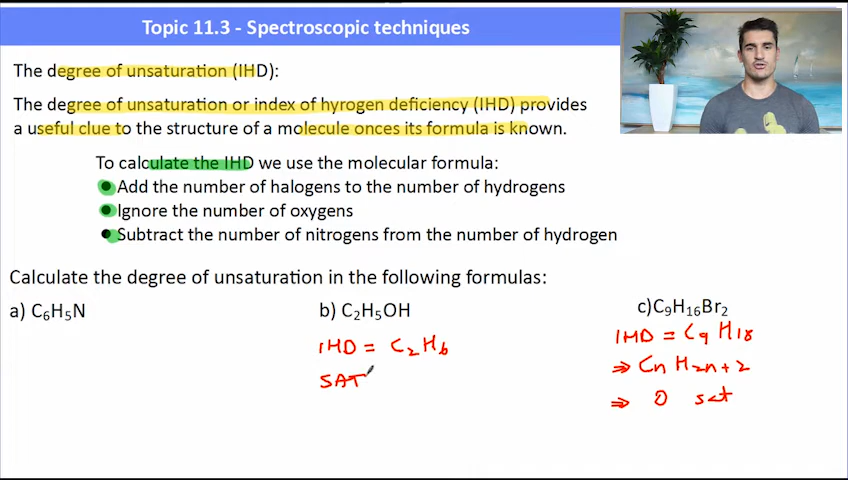 Topic 11.3 - Spectroscopic techniques
The degree of unsaturation (IHD):
The degree of unsaturation or index of hyrogen deficiency (IHD) provides
a useful clue to the structure of a molecule onces its formula is known.
To calculate the IHD we use the molecular formula:
Add the number of halogens to the number of hydrogens
Ignore the number of oxygens
Subtract the number of nitrogens from the number of hydrogen
Calculate the degree of unsaturation in the following formulas:
a) C₆H₅N
b) C₂H₅OH
IHD = C₂H₆
SAT
c)C₉H₁₆Br₂
IHD = C₉H₁₈
⇒ CnH2n+2
⇒ 0 sat